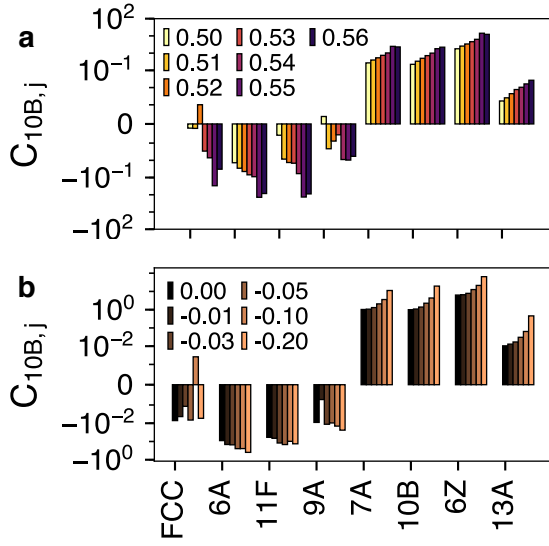 a
10²
10⁻¹
0
−10⁻¹
−10²
C₁₀B,ⱼ
0.50 0.53 0.56
0.51 0.54
0.52 0.55
b
10⁰
10⁻²
0
−10⁻²
−10⁰
C₁₀B,ⱼ
0.00 -0.05
-0.01 -0.10
-0.03 -0.20
FCC 6A 11F 9A 7A 10B 6Z 13A